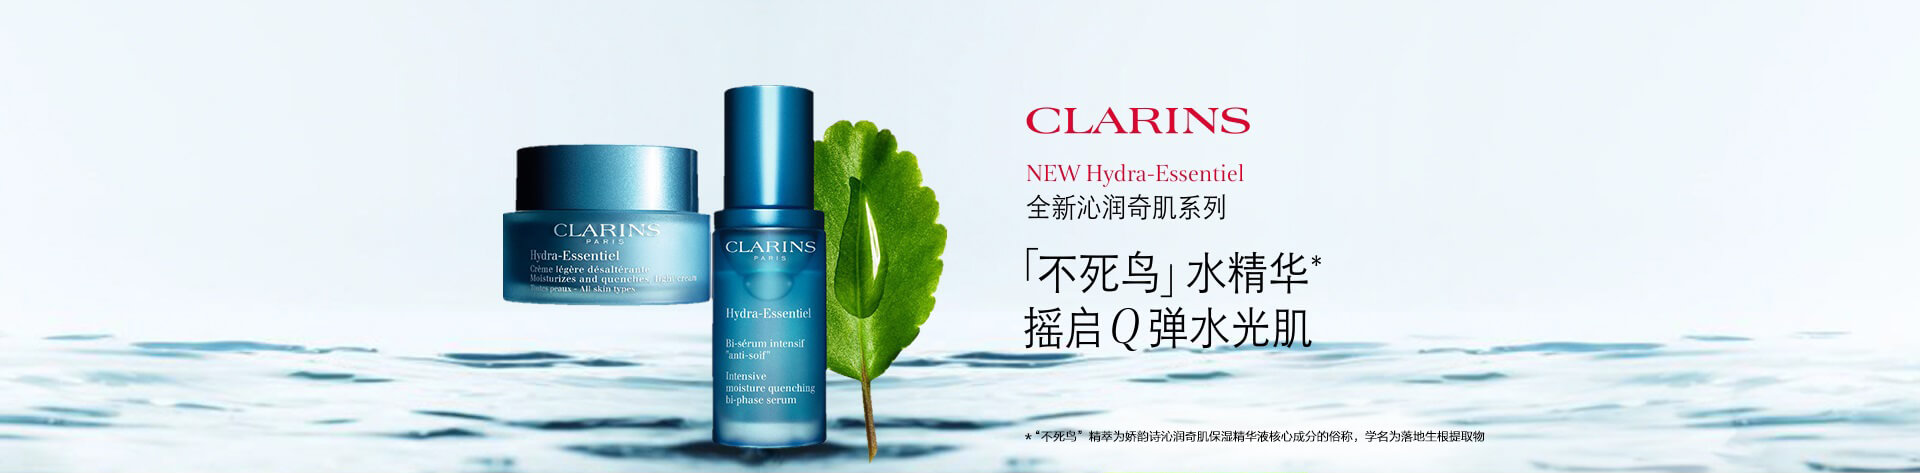 CLARINS
PARIS
Hydra-Essentiel
Crème légère désaltérante
Moisturizes and quenches, light cream
Toutes peaux - All skin types
CLARINS
PARIS
Hydra-Essentiel
Bi-sérum intensif
"anti-soif"
Intensive
moisture quenching
bi-phase serum
CLARINS
NEW Hydra-Essentiel
全新沁润奇肌系列
「不死鸟」水精华*
摇启Q弹水光肌
*“不死鸟”精萃为娇韵诗沁润奇肌保湿精华液核心成分的俗称，学名为落地生根提取物